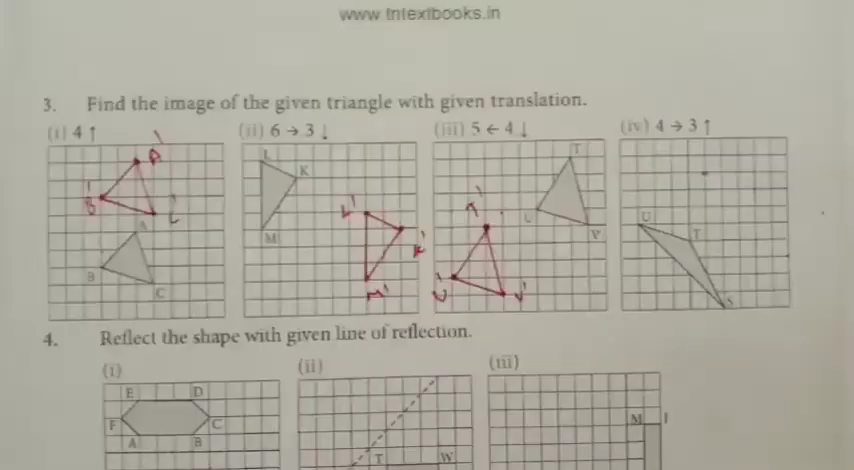 www.tntextbooks.in
3. Find the image of the given triangle with given translation.
(i) 4 ↑ (ii) 6 → 3 ↓ (iii) 5 ← 4 ↓ (iv) 4 → 3 ↑
A' L T
K
B' C' L' T' U
A U V U T
M K'
B
C M' U' V' S
4. Reflect the shape with given line of reflection.
(i) (ii) (iii)
E D
F C M
A B T W